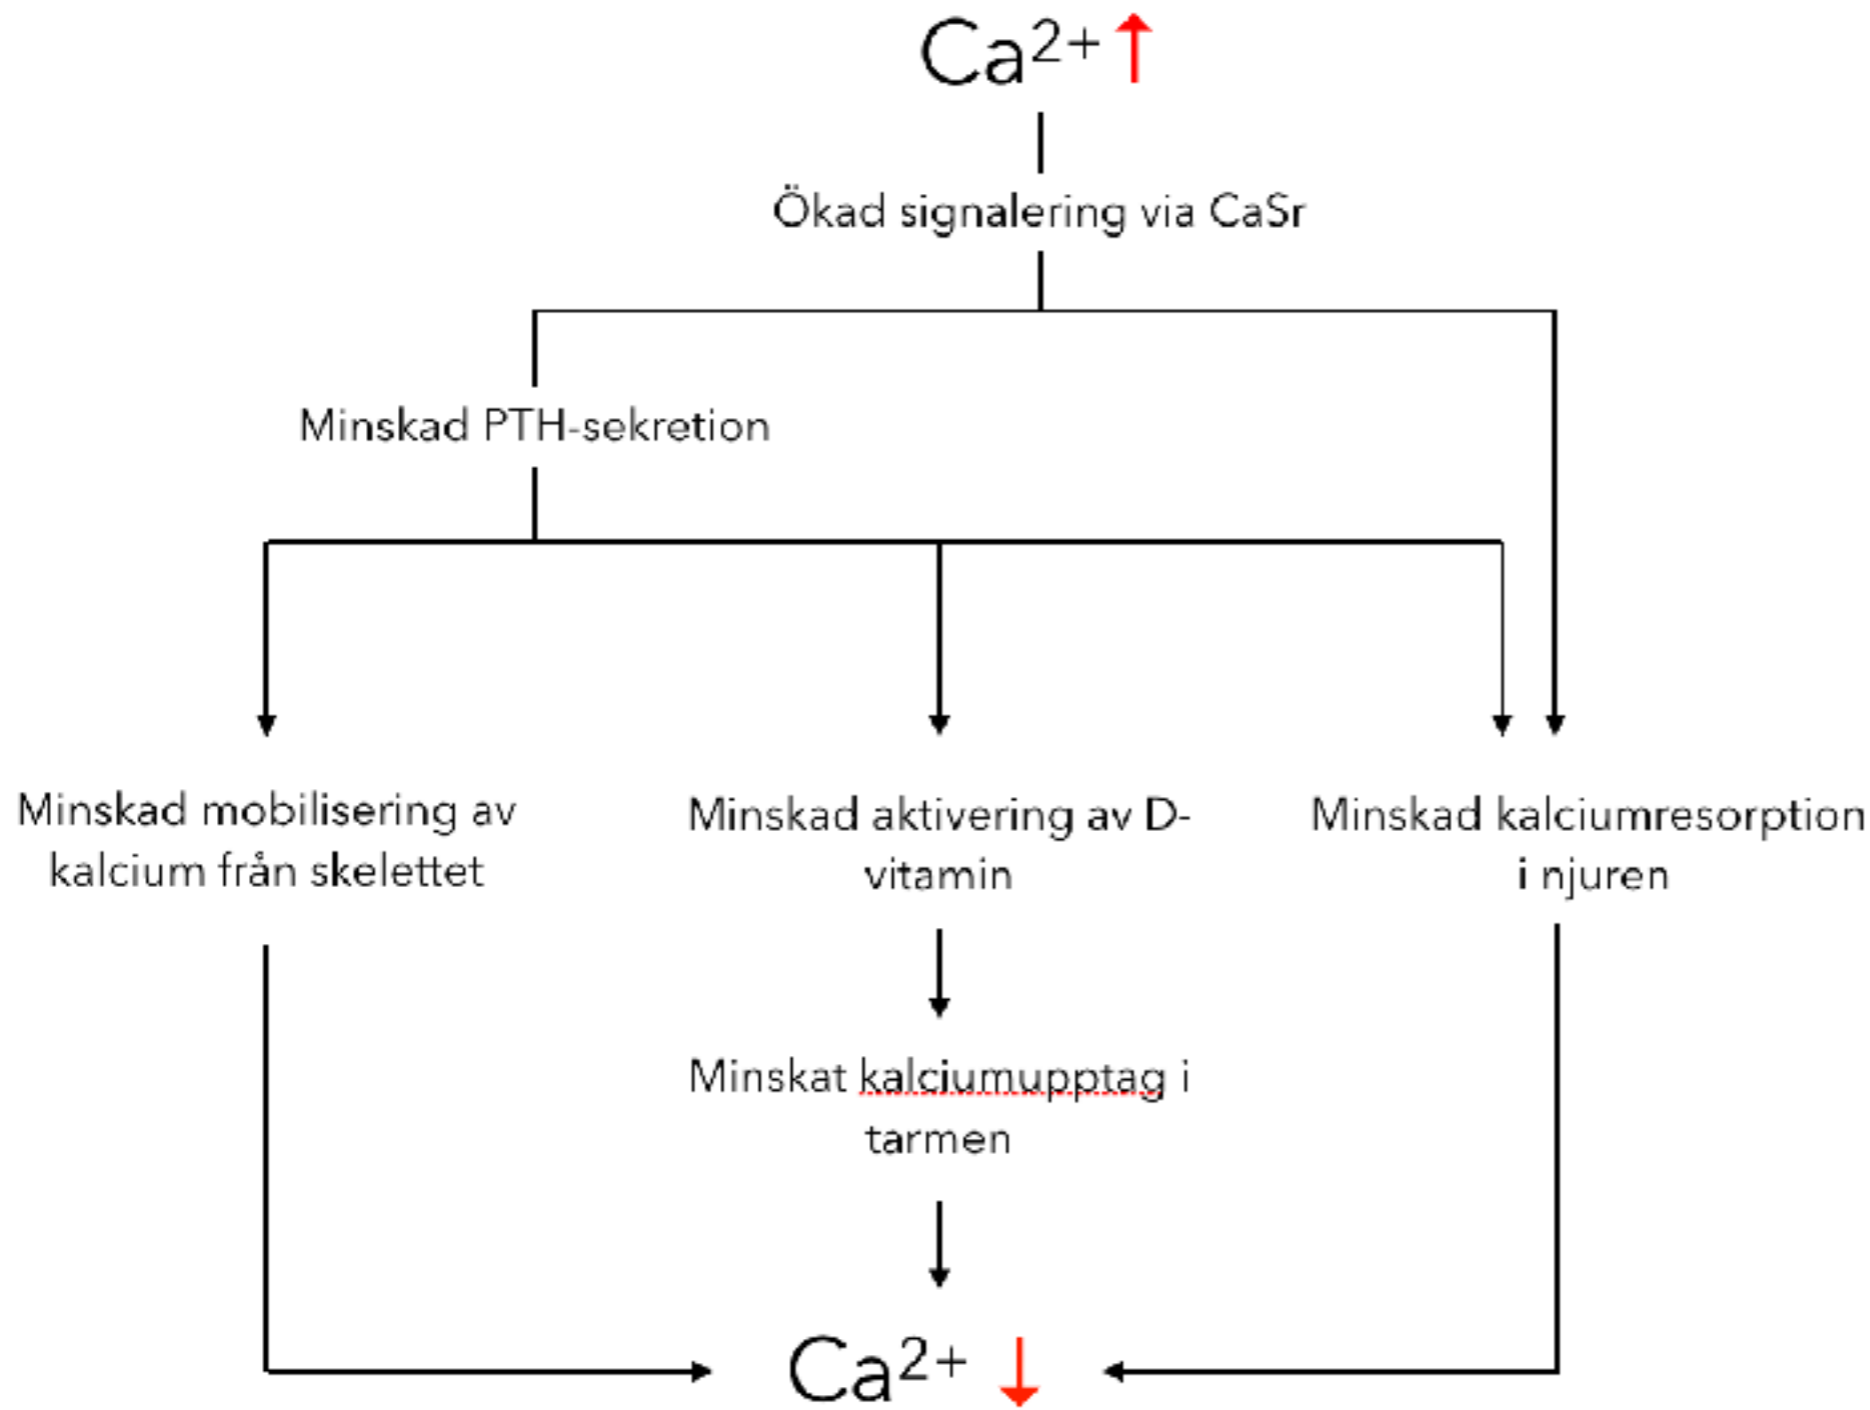 Ca2+
Ökad signalering via CaSr
Minskad PTH-sekretion
Minskad mobilisering av
kalcium från skelettet
Minskad aktivering av D-
vitamin
Minskad kalciumresorption
i njuren
Minskat kalciumupptag i
tarmen
Ca2+